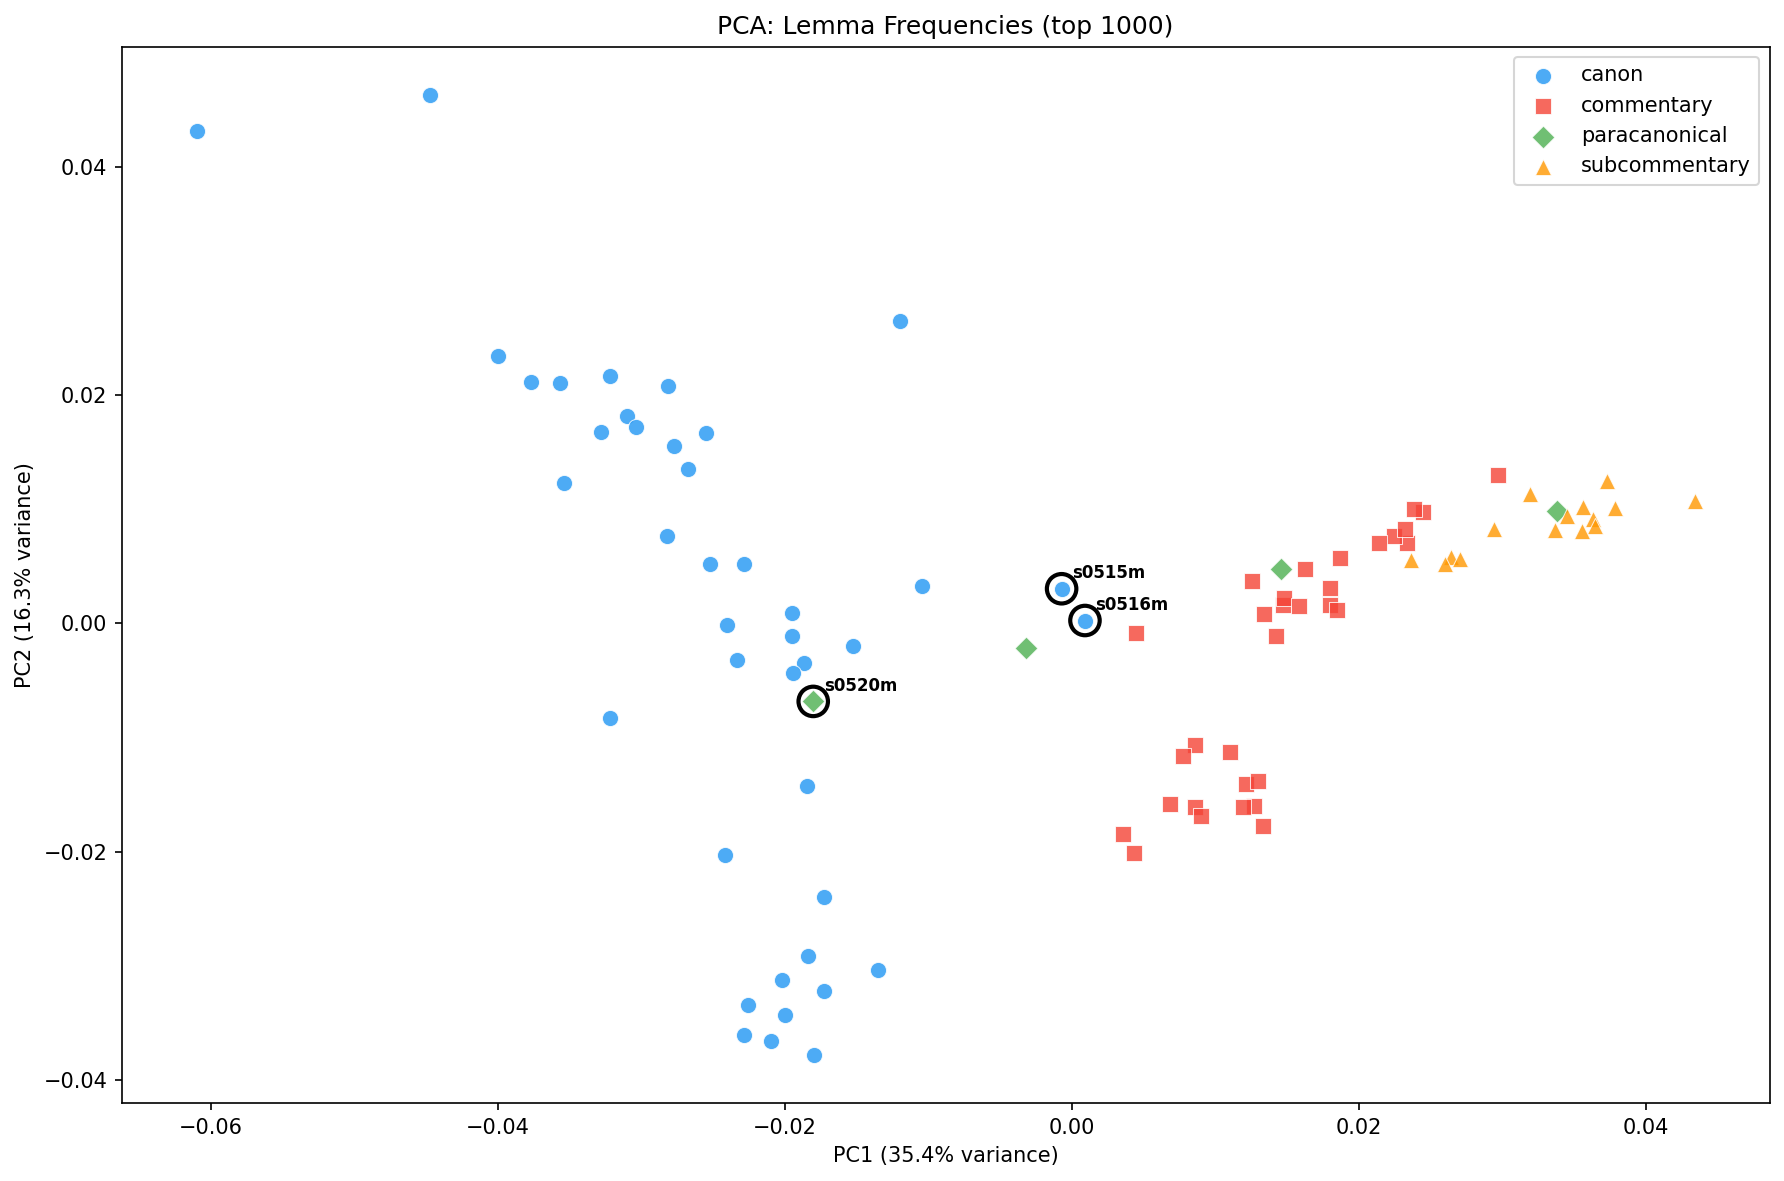 PCA: Lemma Frequencies (top 1000)
canon
commentary
paracanonical
subcommentary
0.04
0.02
0.00
−0.02
−0.04
PC2 (16.3% variance)
s0515m
s0516m
s0520m
−0.06
−0.04
−0.02
0.00
0.02
0.04
PC1 (35.4% variance)